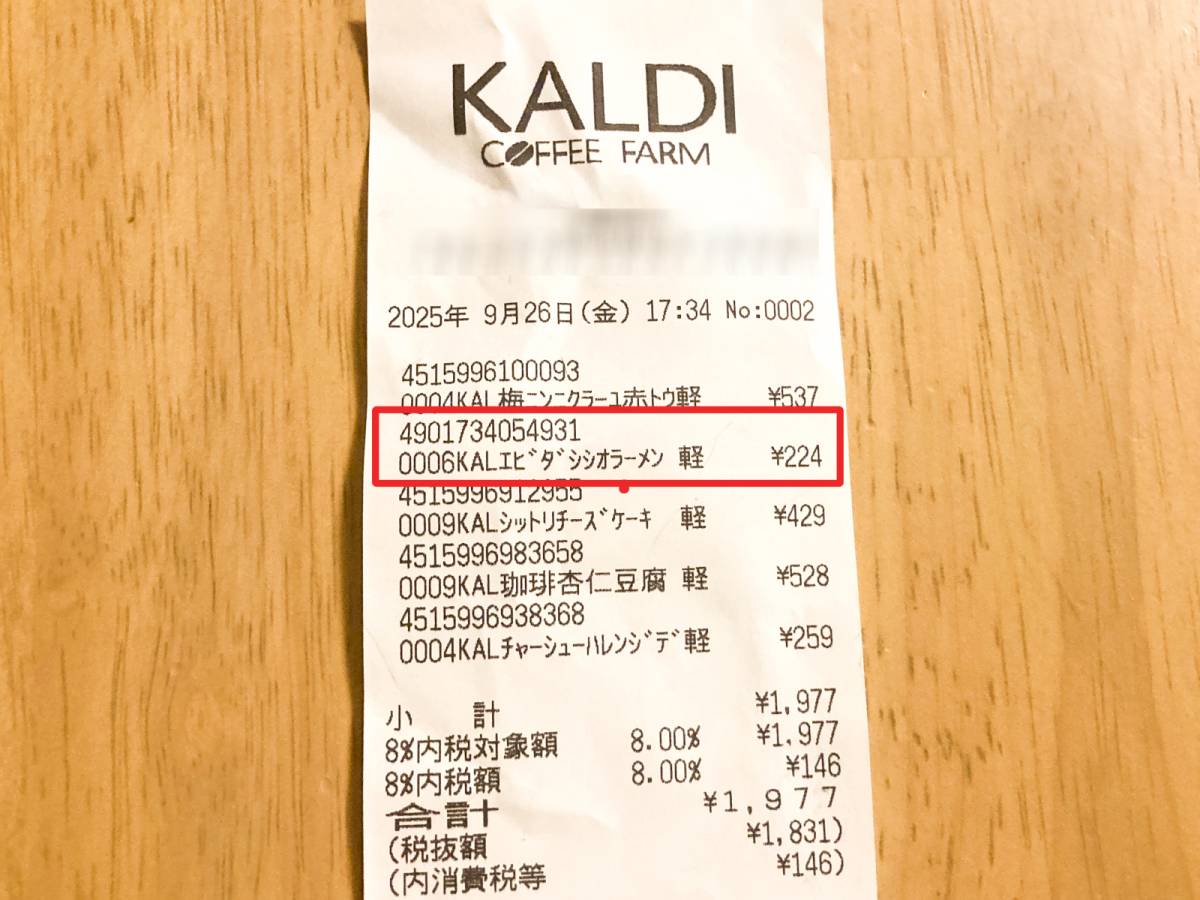 KALDI
COFFEE FARM
2025年 9月26日(金) 17:34 No:0002
4515996100093
0004KAL梅ニンニクラーユ赤トウ軽 ¥537
4901734054931
0006KALエビダシシオラーメン 軽 ¥224
4515996912955
0009KALシットリチーズケーキ 軽 ¥429
4515996983658
0009KAL珈琲杏仁豆腐 軽 ¥528
4515996938368
0004KALチャーシューハレンジデ軽 ¥259
小 計 ¥1,977
8%内税対象額 8.00% ¥1,977
8%内税額 8.00% ¥146
合計 ¥1,977
(税抜額 ¥1,831)
(内消費税等 ¥146)